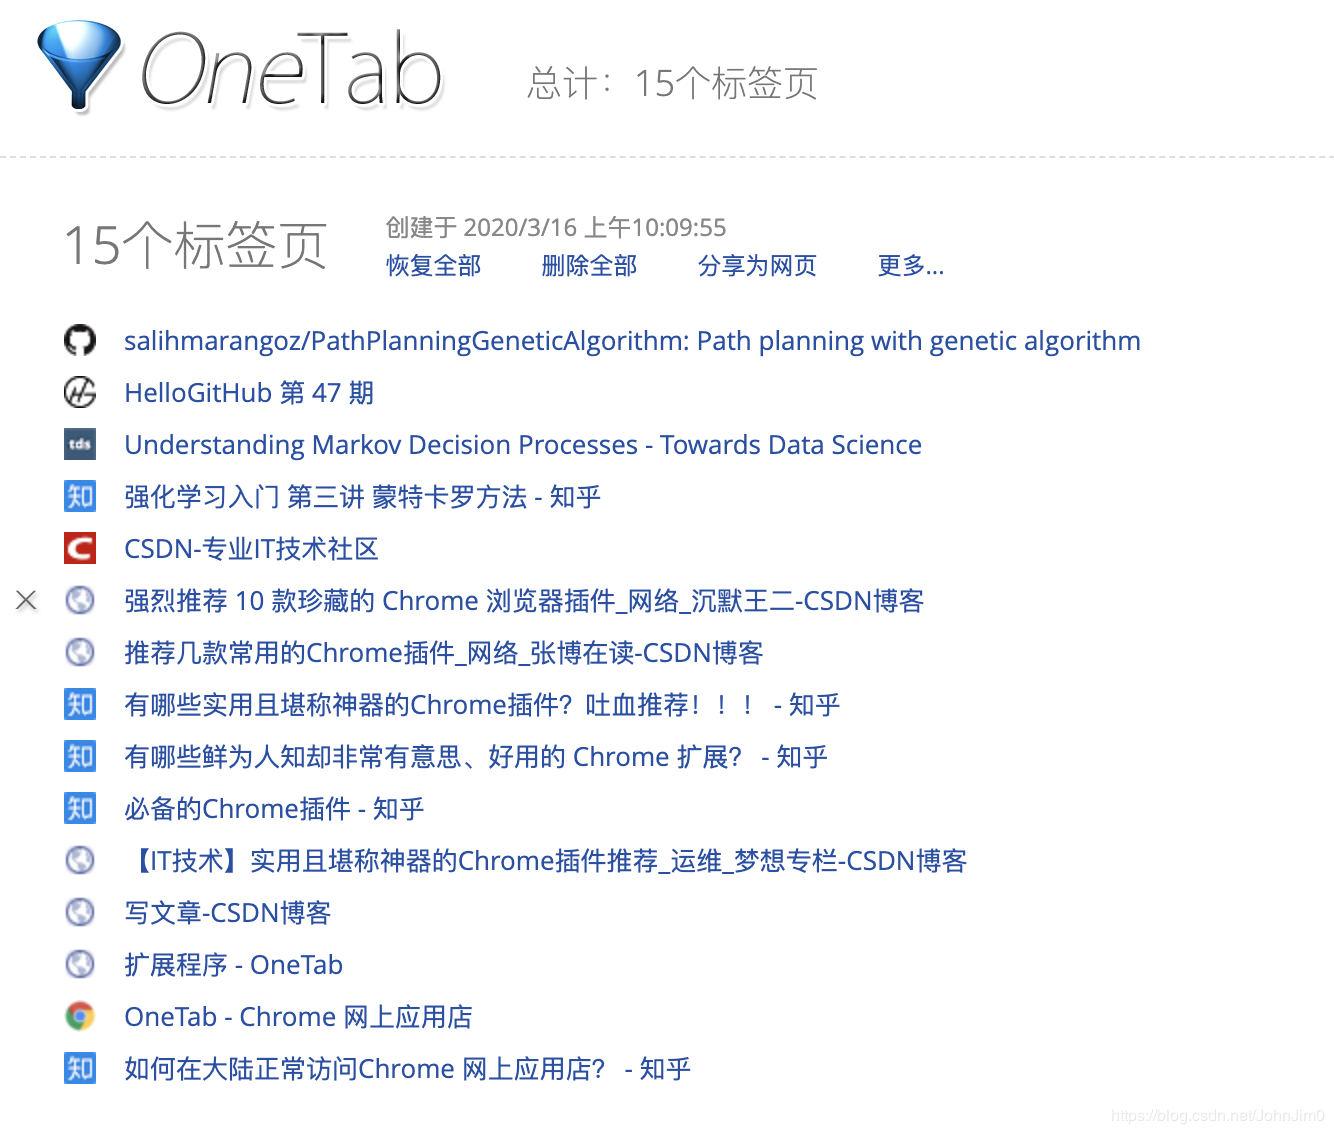 OneTab
总计：15个标签页
15个标签页
创建于 2020/3/16 上午10:09:55
恢复全部 删除全部 分享为网页 更多...
salihmarangoz/PathPlanningGeneticAlgorithm: Path planning with genetic algorithm
HelloGitHub 第 47 期
tds Understanding Markov Decision Processes - Towards Data Science
知 强化学习入门 第三讲 蒙特卡罗方法 - 知乎
C CSDN-专业IT技术社区
强烈推荐 10 款珍藏的 Chrome 浏览器插件_网络_沉默王二-CSDN博客
推荐几款常用的Chrome插件_网络_张博在读-CSDN博客
知 有哪些实用且堪称神器的Chrome插件？吐血推荐！！！ - 知乎
知 有哪些鲜为人知却非常有意思、好用的 Chrome 扩展？ - 知乎
知 必备的Chrome插件 - 知乎
【IT技术】实用且堪称神器的Chrome插件推荐_运维_梦想专栏-CSDN博客
写文章-CSDN博客
扩展程序 - OneTab
OneTab - Chrome 网上应用店
知 如何在大陆正常访问Chrome 网上应用店？ - 知乎
https://blog.csdn.net/JohnJim0